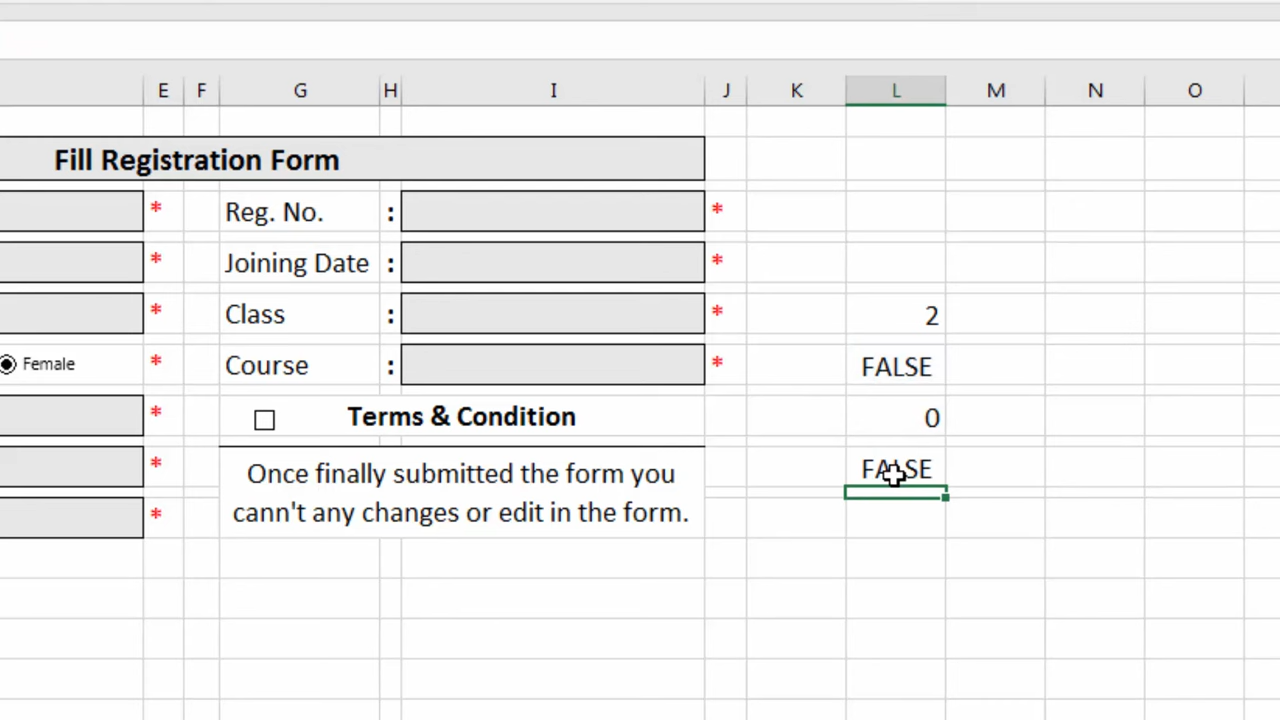 E F G H I J K L M N O
Fill Registration Form
* Reg. No. : *
* Joining Date : *
* Class : * 2
Female * Course : * FALSE
* Terms & Condition 0
* Once finally submitted the form you FALSE
* cann't any changes or edit in the form.